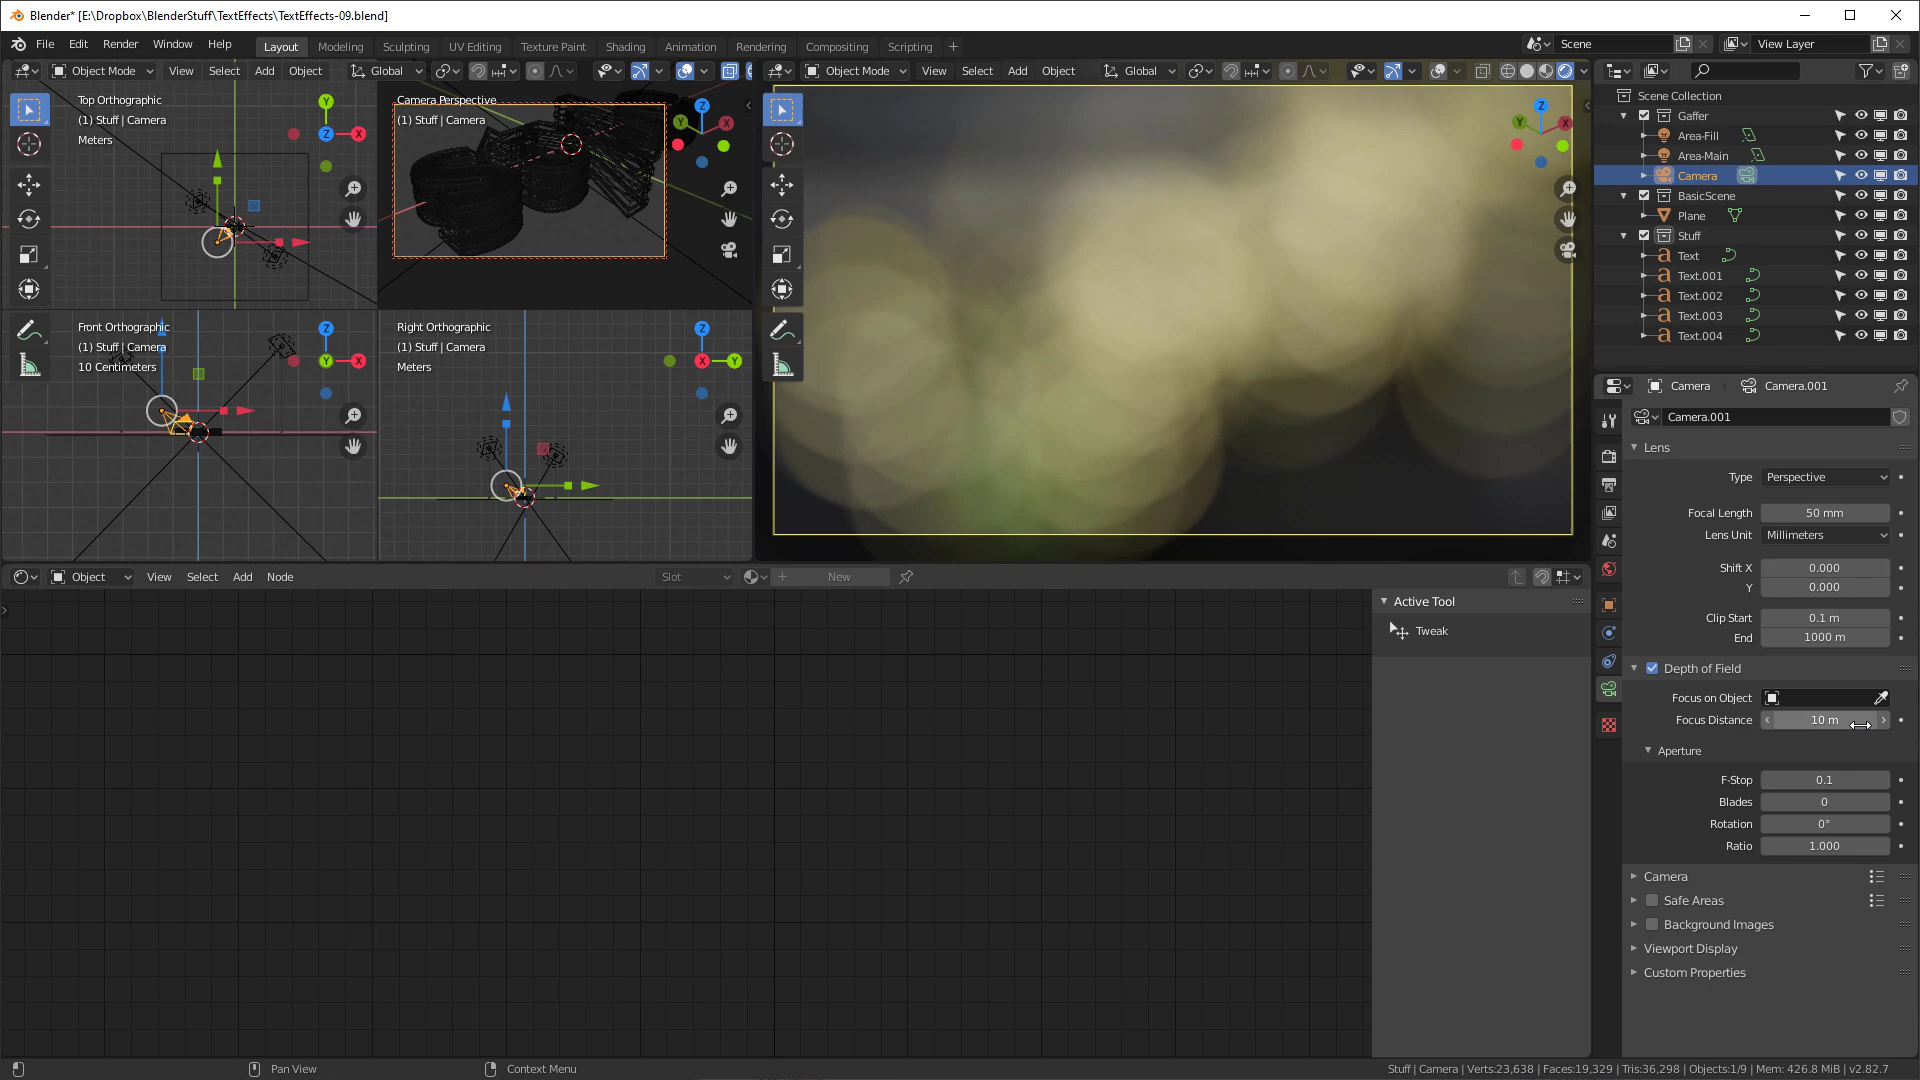 Blender* [E:\Dropbox\BlenderStuff\TextEffects\TextEffects-09.blend]
File Edit Render Window Help Layout Modeling Sculpting UV Editing Texture Paint Shading Animation Rendering Compositing Scripting + Scene View Layer
Object Mode View Select Add Object Global Object Mode View Select Add Object Global
Top Orthographic
(1) Stuff | Camera
Meters
Camera Perspective
(1) Stuff | Camera
Front Orthographic
(1) Stuff | Camera
10 Centimeters
Right Orthographic
(1) Stuff | Camera
Meters
Y
Z
X
Z
Y
X
Z
Y
X
Z
Y
X
Z
X
Y
Scene Collection
Gaffer
Area-Fill
Area-Main
Camera
BasicScene
Plane
Stuff
Text
Text.001
Text.002
Text.003
Text.004
Camera Camera.001
Camera.001
Lens
Type Perspective
Focal Length 50 mm
Lens Unit Millimeters
Shift X 0.000
Y 0.000
Clip Start 0.1 m
End 1000 m
Depth of Field
Focus on Object
Focus Distance 10 m
Aperture
F-Stop 0.1
Blades 0
Rotation 0°
Ratio 1.000
Camera
Safe Areas
Background Images
Viewport Display
Custom Properties
Object View Select Add Node Slot New
Active Tool
Tweak
Pan View Context Menu Stuff | Camera | Verts:23,638 | Faces:19,329 | Tris:36,298 | Objects:1/9 | Mem: 426.8 MiB | v2.82.7